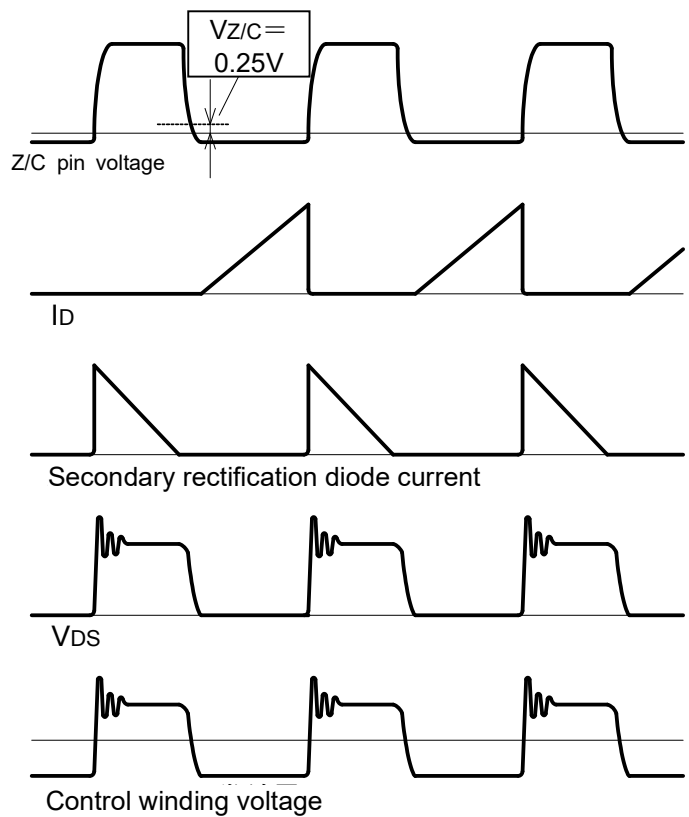 VZ/C＝
0.25V
Z/C pin voltage
ID
Secondary rectification diode current
VDS
Control winding voltage